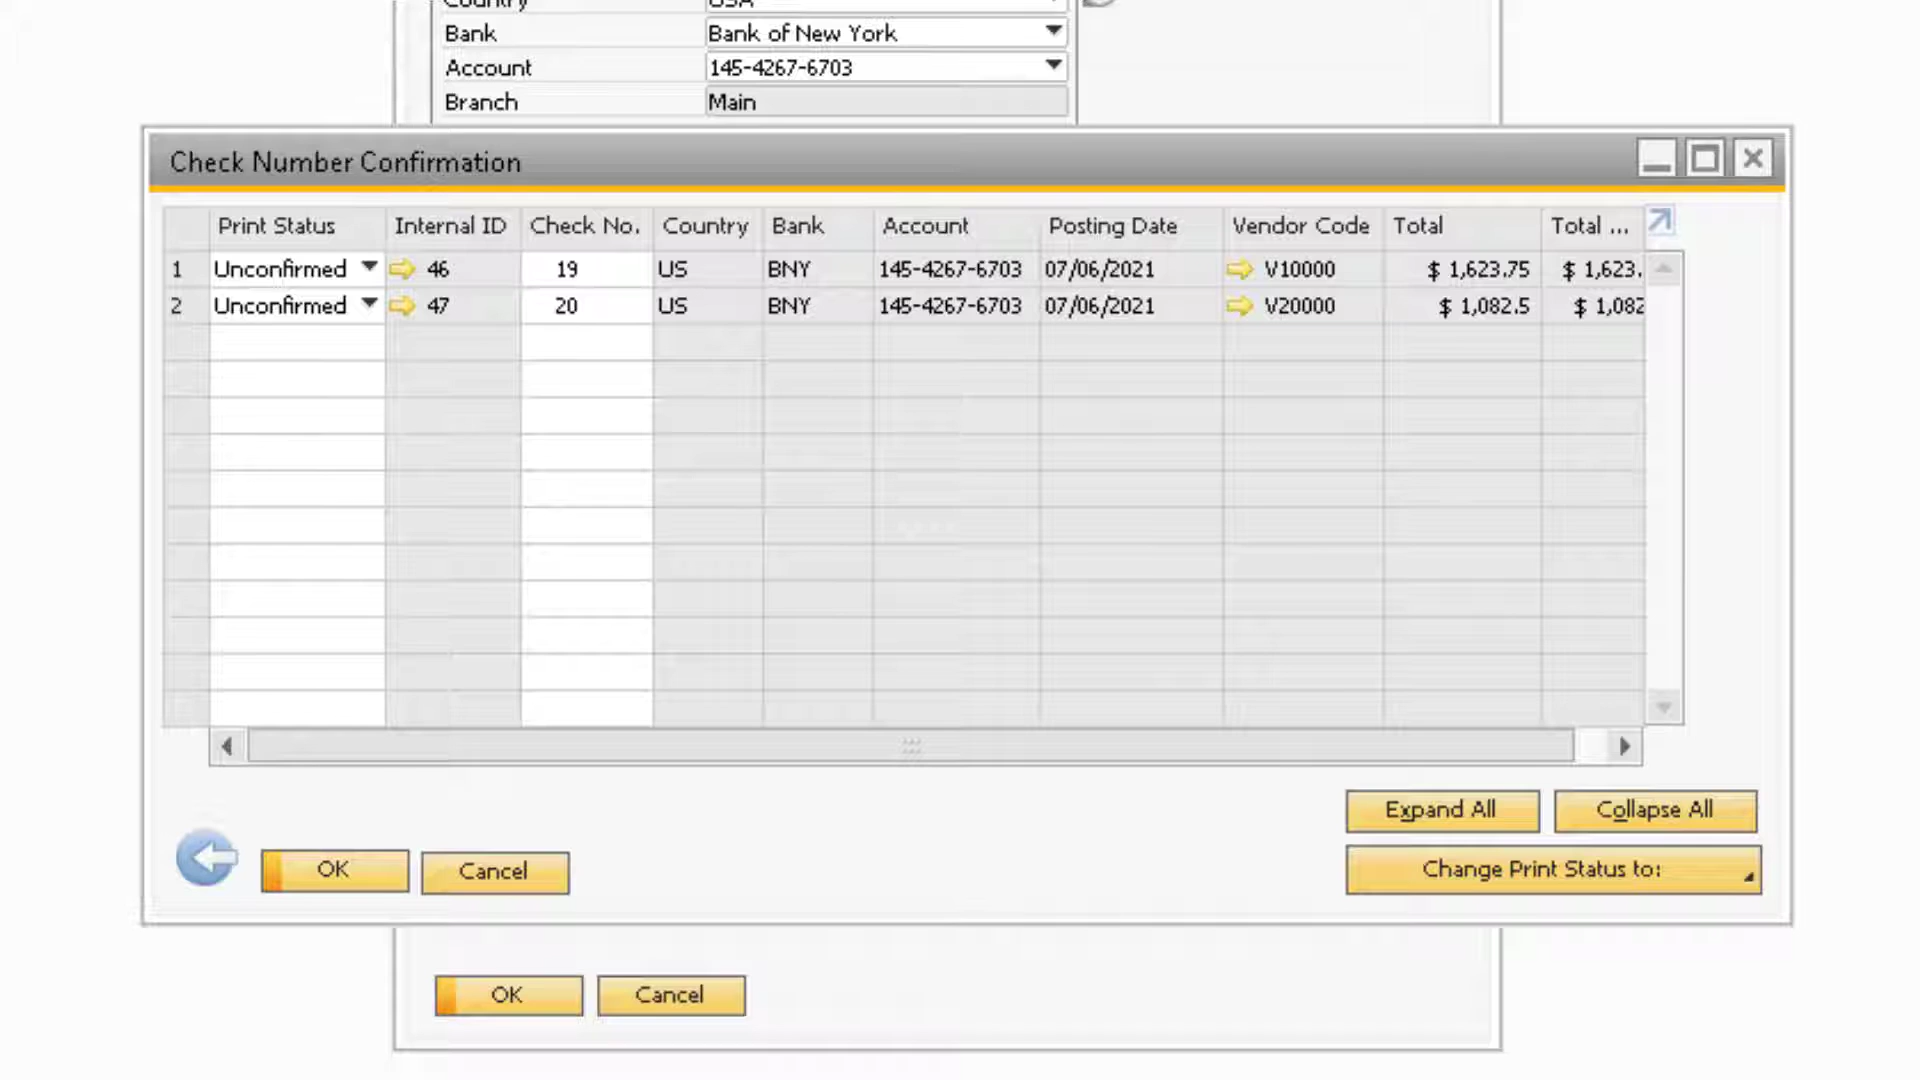 Country USA
Bank Bank of New York
Account 145-4267-6703
Branch Main
Check Number Confirmation
Print Status Internal ID Check No. Country Bank Account Posting Date Vendor Code Total Total ...
1 Unconfirmed 46 19 US BNY 145-4267-6703 07/06/2021 V10000 $ 1,623.75 $ 1,623.
2 Unconfirmed 47 20 US BNY 145-4267-6703 07/06/2021 V20000 $ 1,082.5 $ 1,082
Expand All Collapse All
OK Cancel Change Print Status to:
OK Cancel